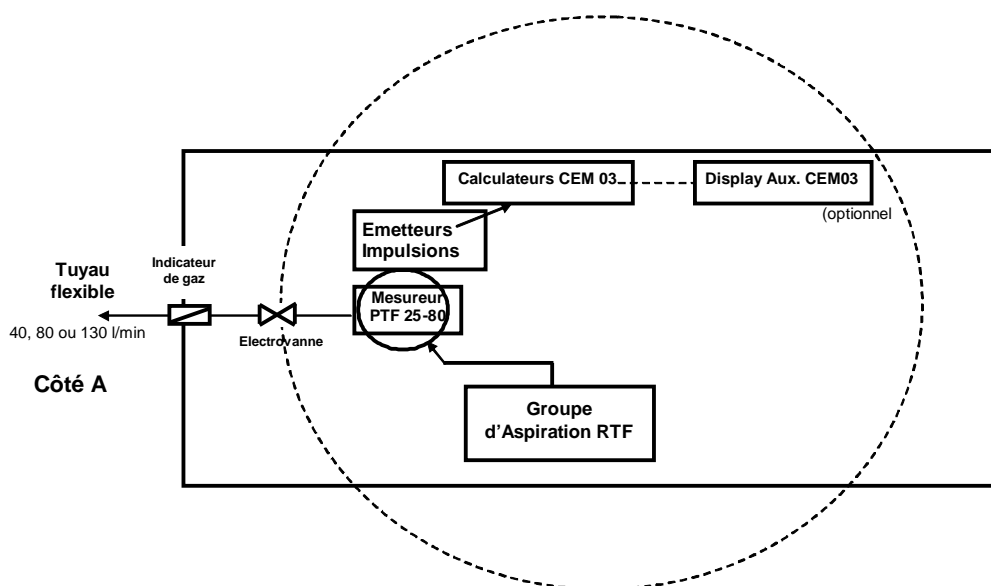 Calculateurs CEM 03
Display Aux. CEM03
(optionnel
Emetteurs
Impulsions
Indicateur
de gaz
Tuyau
flexible
40, 80 ou 130 l/min
Mesureur
PTF 25-80
Electrovanne
Côté A
Groupe
d’Aspiration RTF